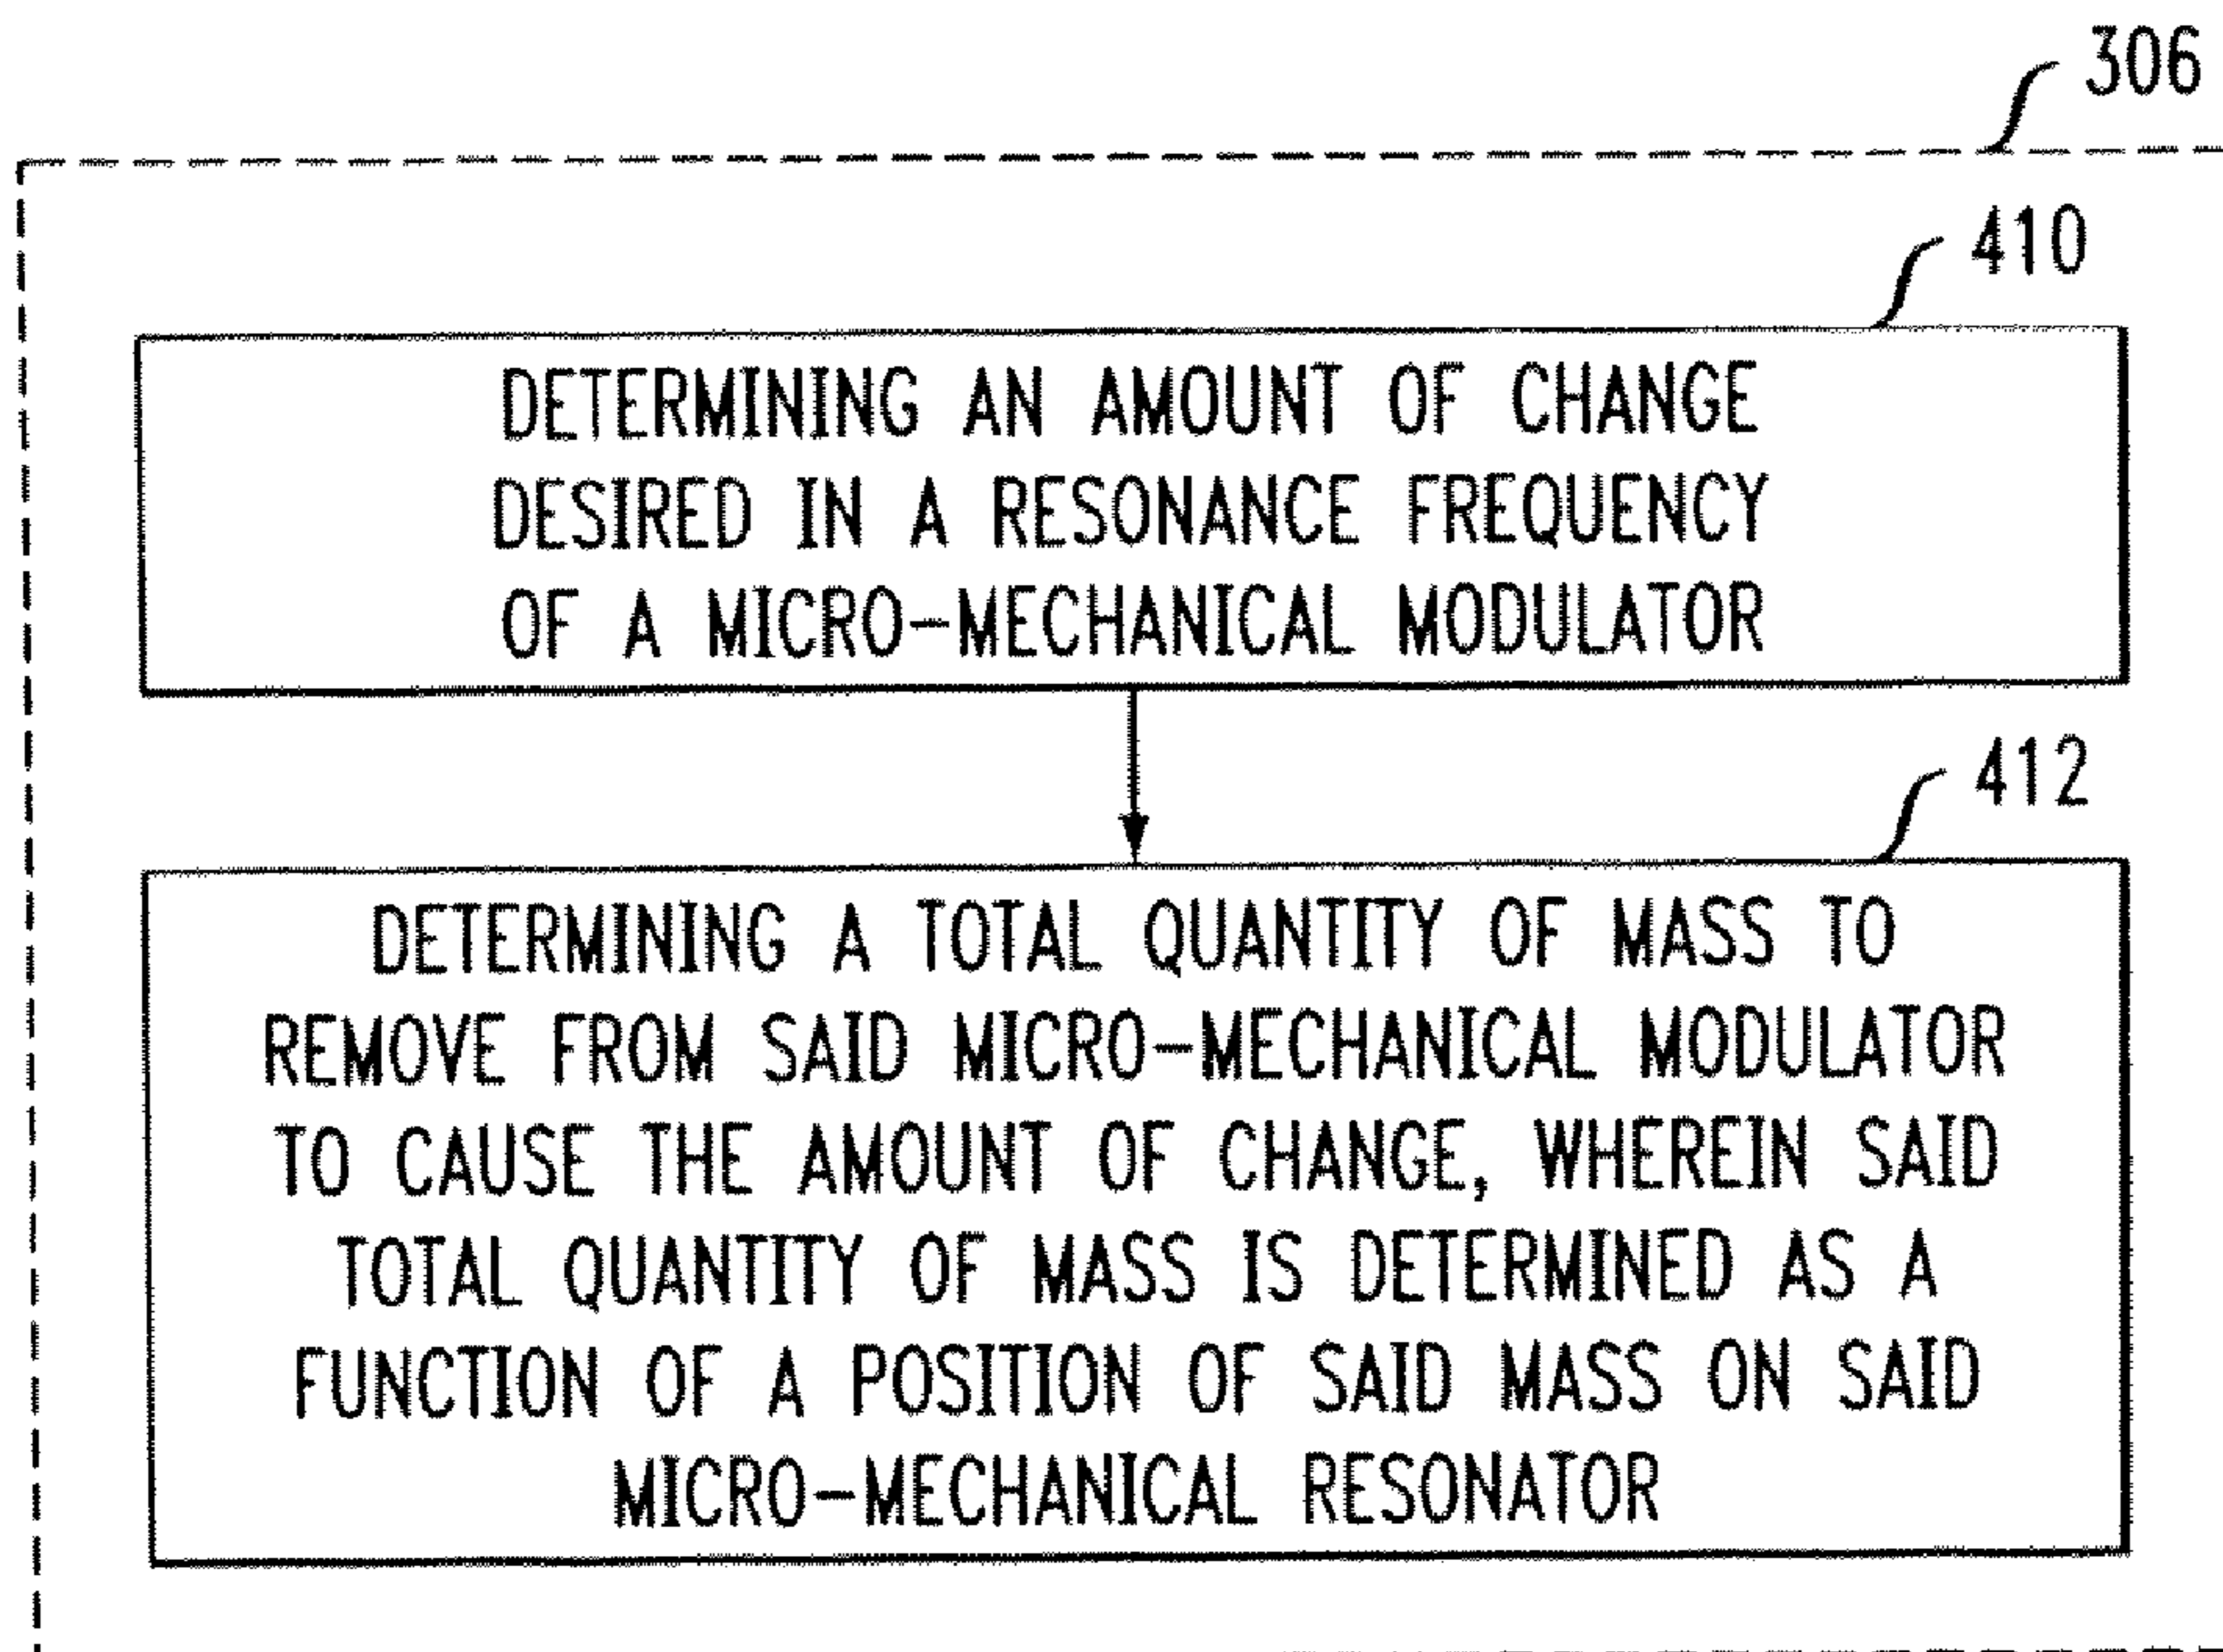 306
410
DETERMINING AN AMOUNT OF CHANGE
DESIRED IN A RESONANCE FREQUENCY
OF A MICRO-MECHANICAL MODULATOR
412
DETERMINING A TOTAL QUANTITY OF MASS TO
REMOVE FROM SAID MICRO-MECHANICAL MODULATOR
TO CAUSE THE AMOUNT OF CHANGE, WHEREIN SAID
TOTAL QUANTITY OF MASS IS DETERMINED AS A
FUNCTION OF A POSITION OF SAID MASS ON SAID
MICRO-MECHANICAL RESONATOR